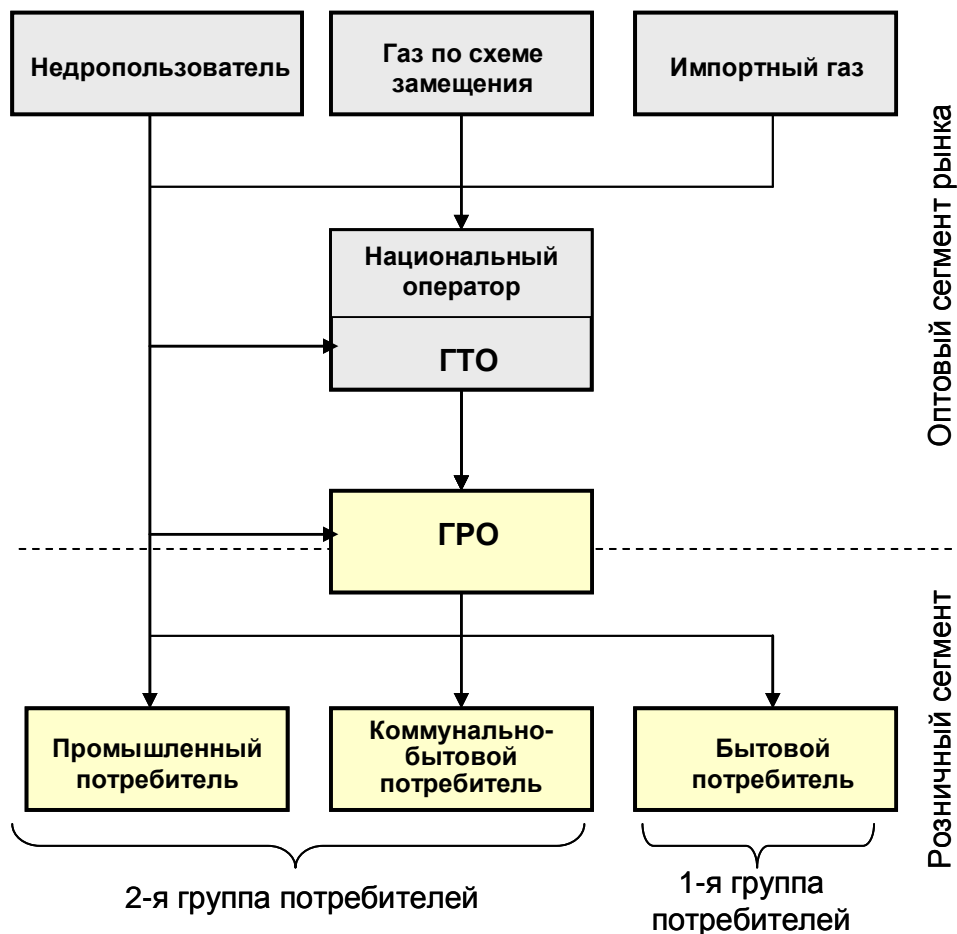 Недропользователь
Газ по схеме
замещения
Импортный газ
Оптовый сегмент рынка
Национальный
оператор
ГТО
ГРО
Розничный сегмент
Промышленный
потребитель
Коммунально-
бытовой
потребитель
Бытовой
потребитель
2-я группа потребителей
1-я группа
потребителей